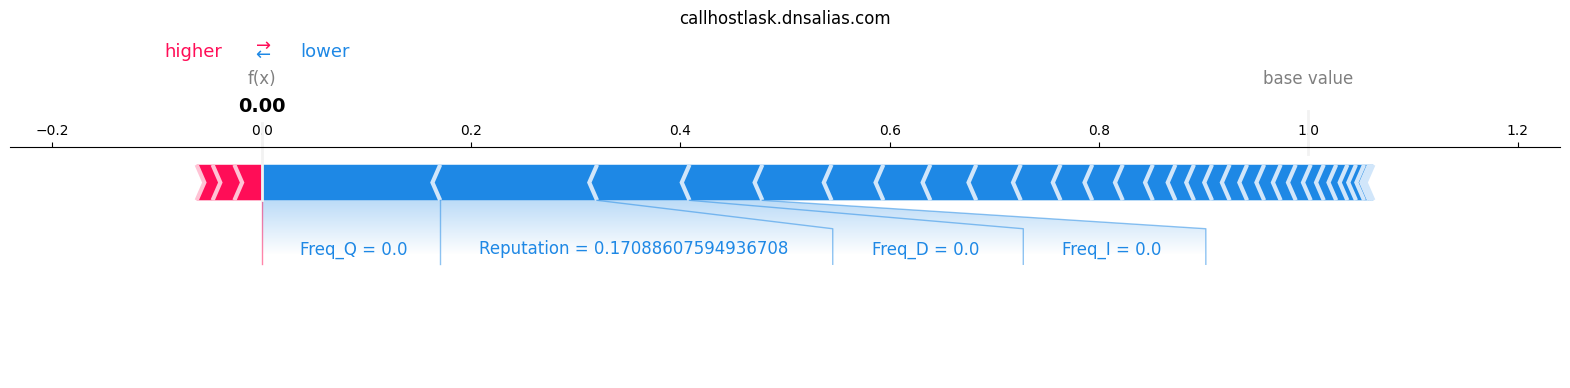 callhostlask.dnsalias.com
higher ⇄ lower
f(x)
base value
0.00
−0.2 0.0 0.2 0.4 0.6 0.8 1.0 1.2
Freq_Q = 0.0
Reputation = 0.17088607594936708
Freq_D = 0.0
Freq_I = 0.0